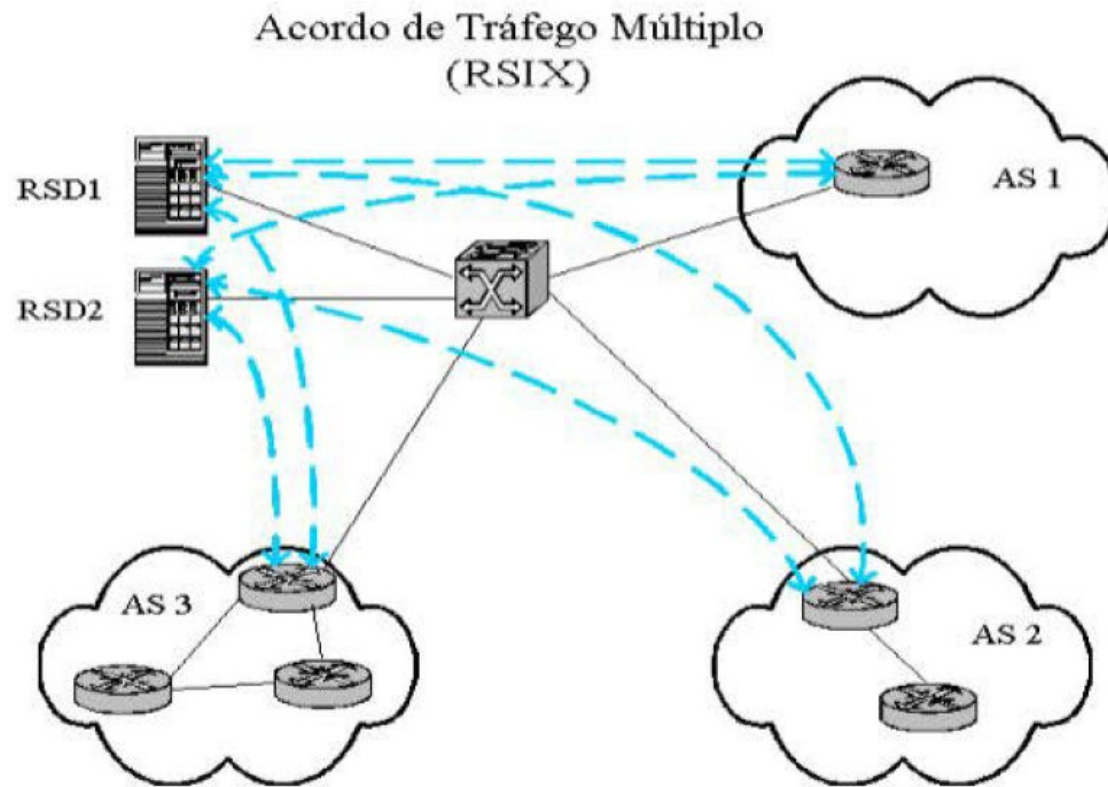 Acordo de Tráfego Múltiplo
(RSIX)
RSD1
AS 1
RSD2
AS 3
AS 2